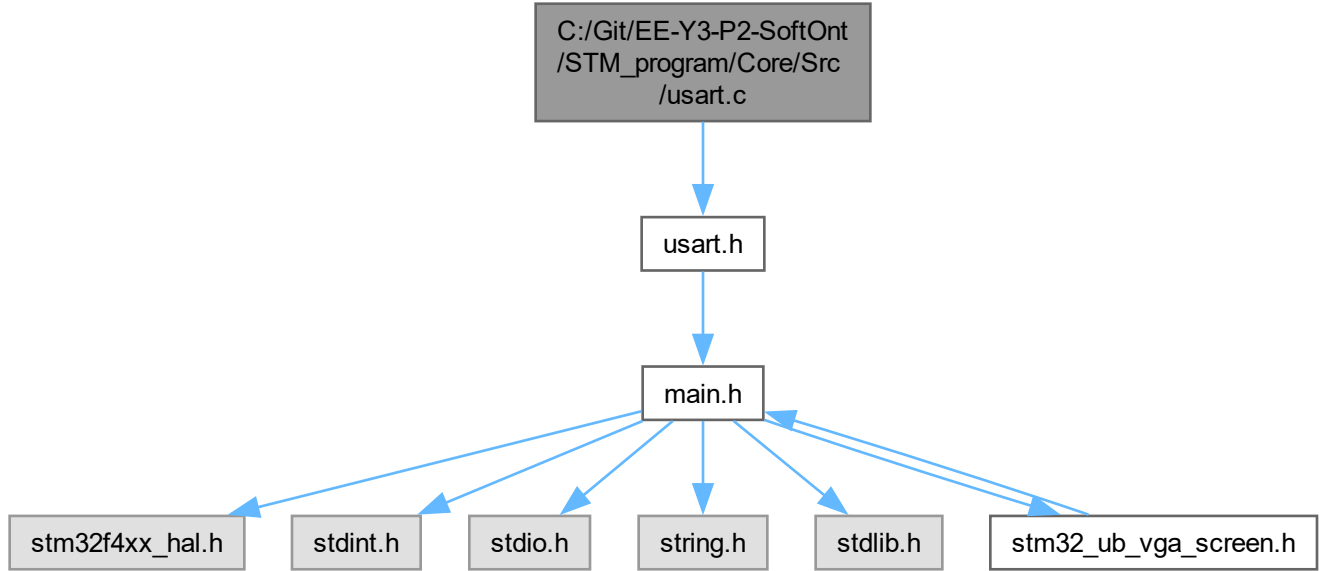 C:/Git/EE-Y3-P2-SoftOnt
/STM_program/Core/Src
/usart.c
usart.h
main.h
stm32f4xx_hal.h
stdint.h
stdio.h
string.h
stdlib.h
stm32_ub_vga_screen.h